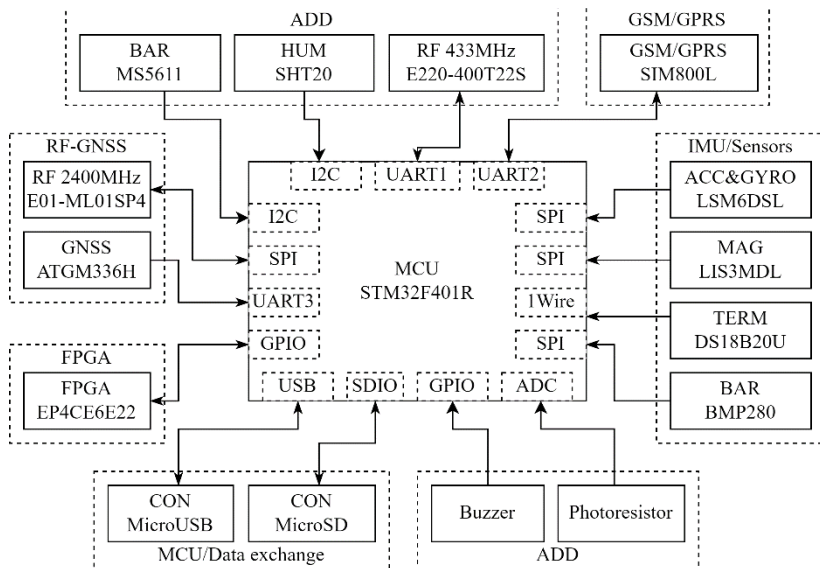 ADD
GSM/GPRS
BAR
MS5611
HUM
SHT20
RF 433MHz
E220-400T22S
GSM/GPRS
SIM800L
RF-GNSS
RF 2400MHz
E01-ML01SP4
GNSS
ATGM336H
FPGA
FPGA
EP4CE6E22
I2C
UART1
UART2
I2C
SPI
UART3
GPIO
MCU
STM32F401R
SPI
SPI
1Wire
SPI
USB
SDIO
GPIO
ADC
IMU/Sensors
ACC&GYRO
LSM6DSL
MAG
LIS3MDL
TERM
DS18B20U
BAR
BMP280
CON
MicroUSB
CON
MicroSD
MCU/Data exchange
Buzzer
Photoresistor
ADD